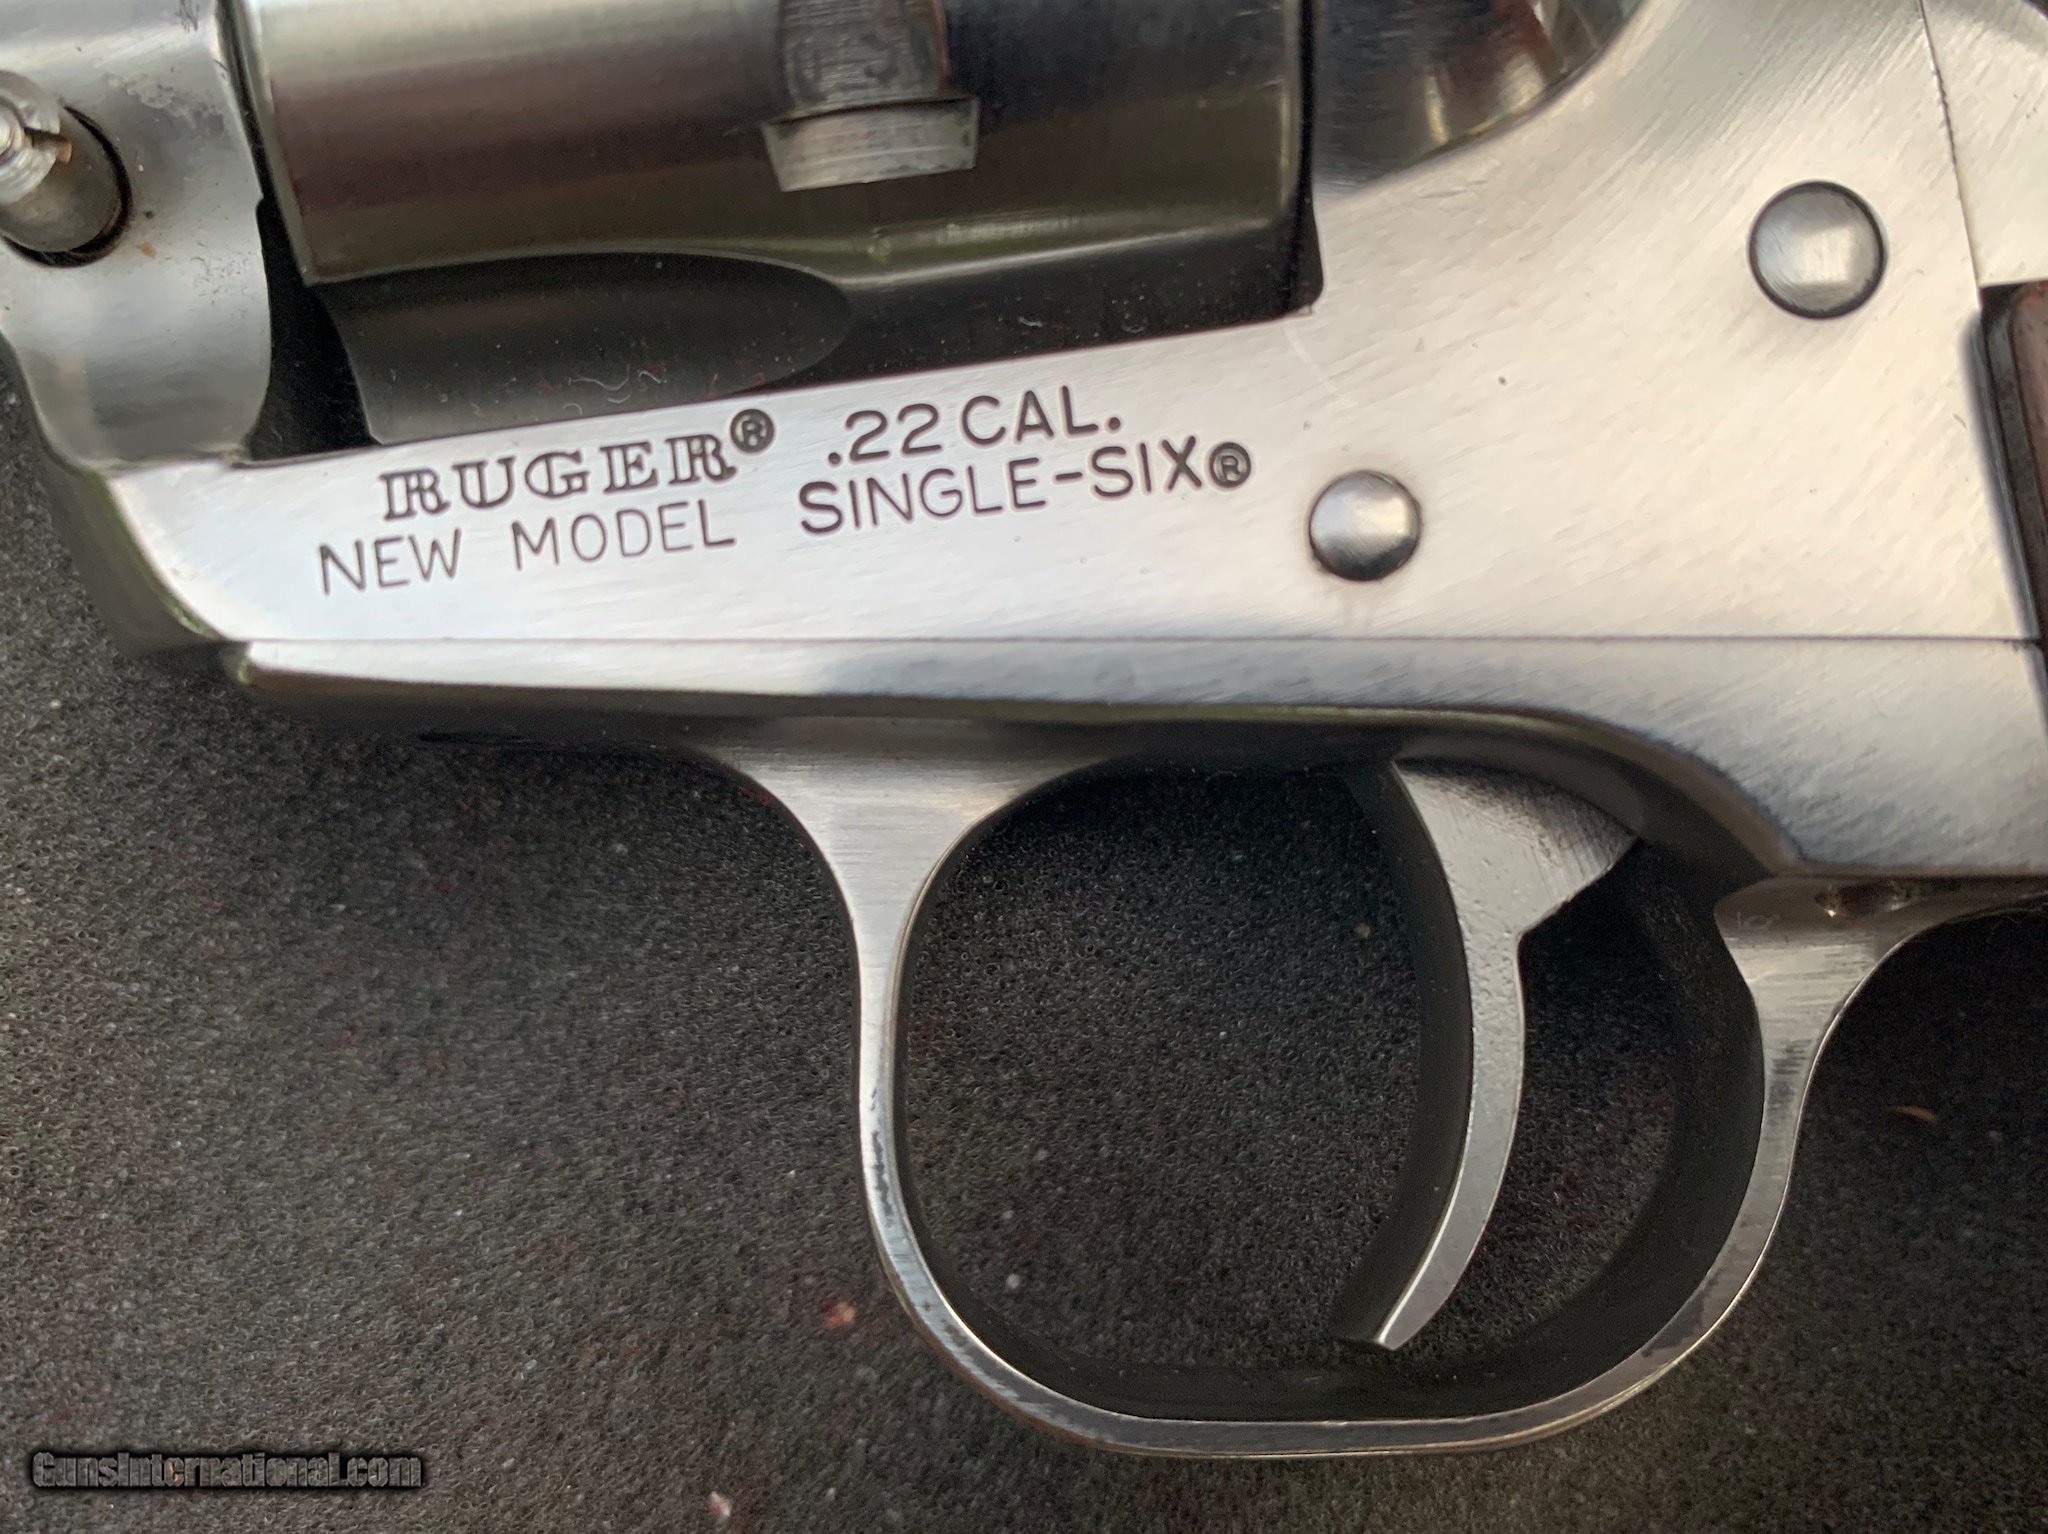 RUGER® .22 CAL.
NEW MODEL SINGLE-SIX®
GunsInternational.com